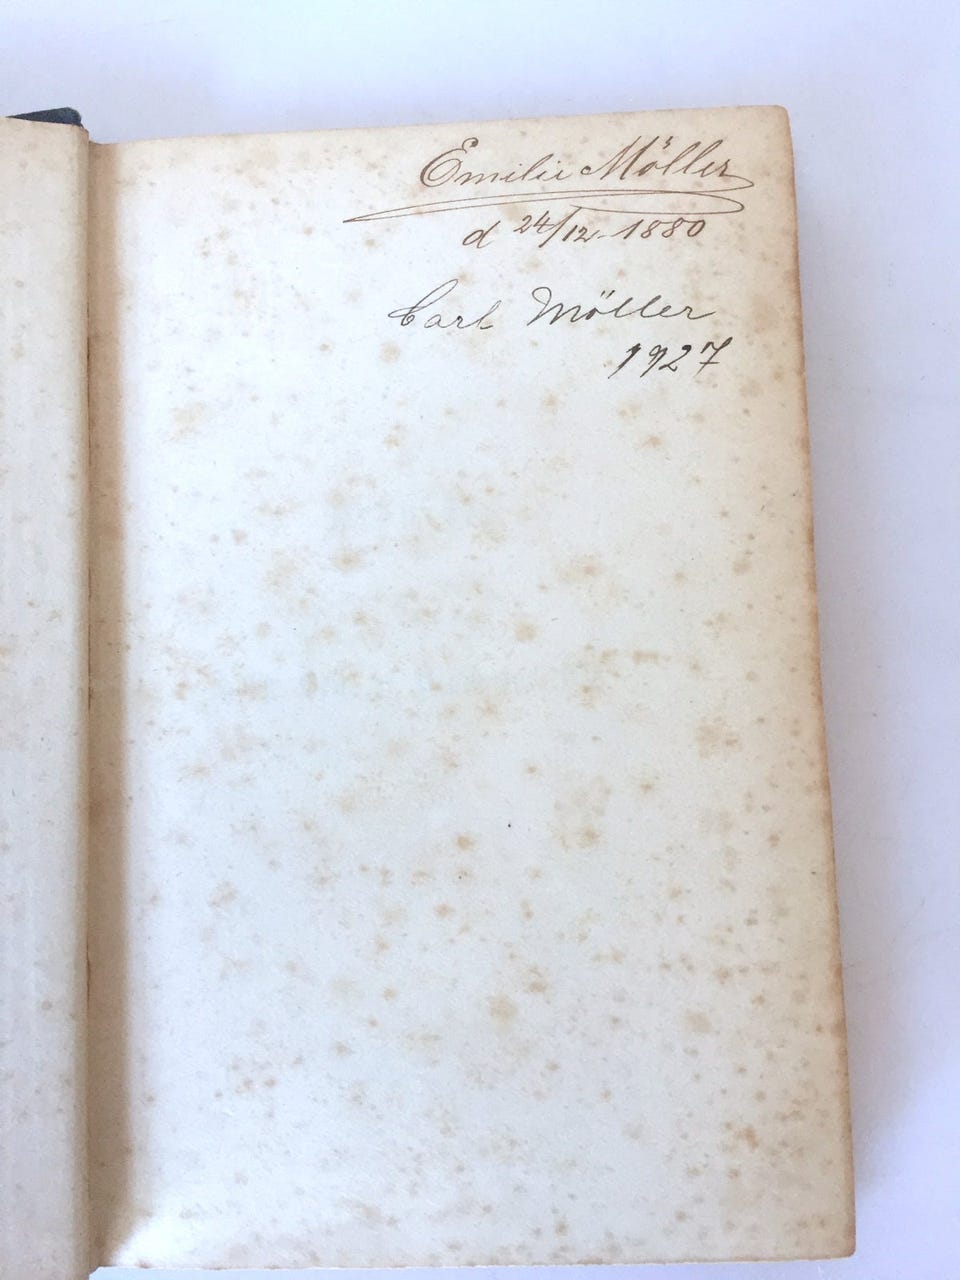 Emilie Möller
d 24/12 1880
Carl Möller
1927